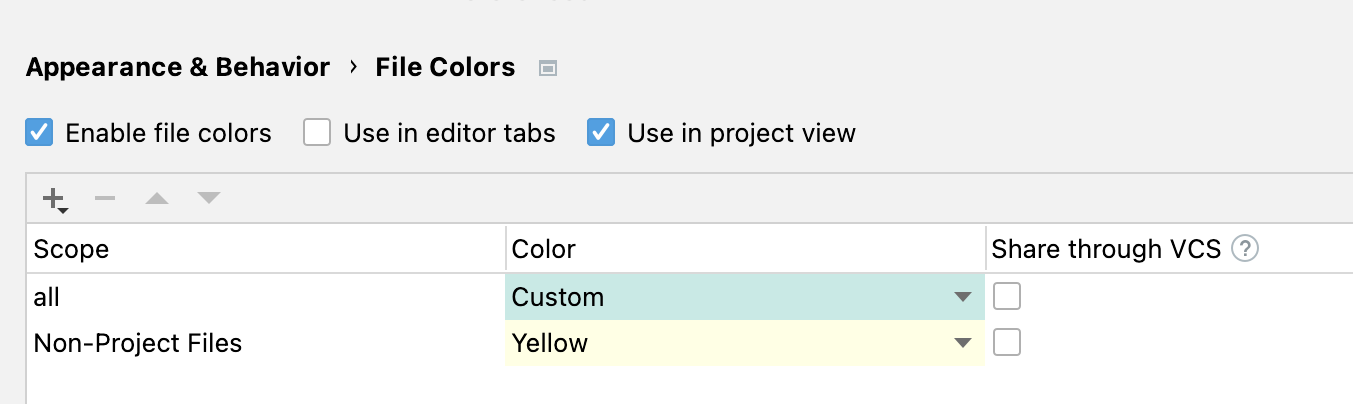 Appearance & Behavior › File Colors
Enable file colors Use in editor tabs Use in project view
Scope Color Share through VCS ?
all Custom
Non-Project Files Yellow